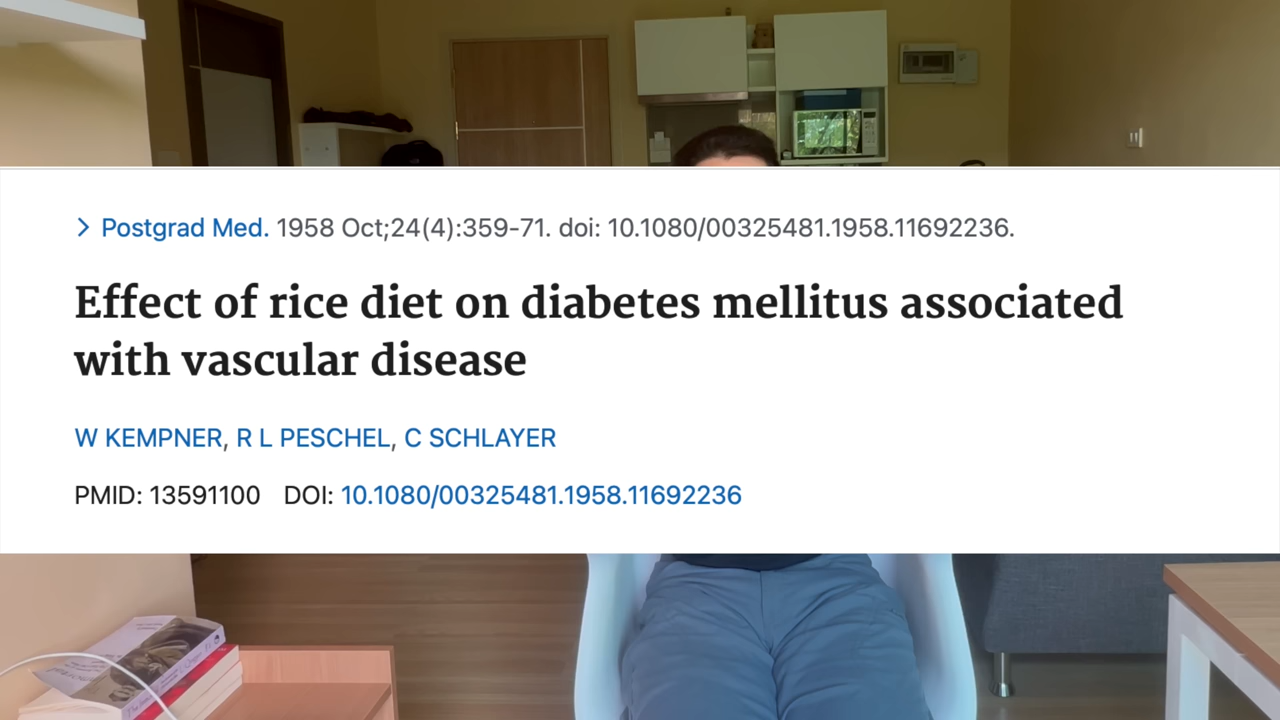 > Postgrad Med. 1958 Oct;24(4):359-71. doi: 10.1080/00325481.1958.11692236.
Effect of rice diet on diabetes mellitus associated
with vascular disease
W KEMPNER, R L PESCHEL, C SCHLAYER
PMID: 13591100 DOI: 10.1080/00325481.1958.11692236